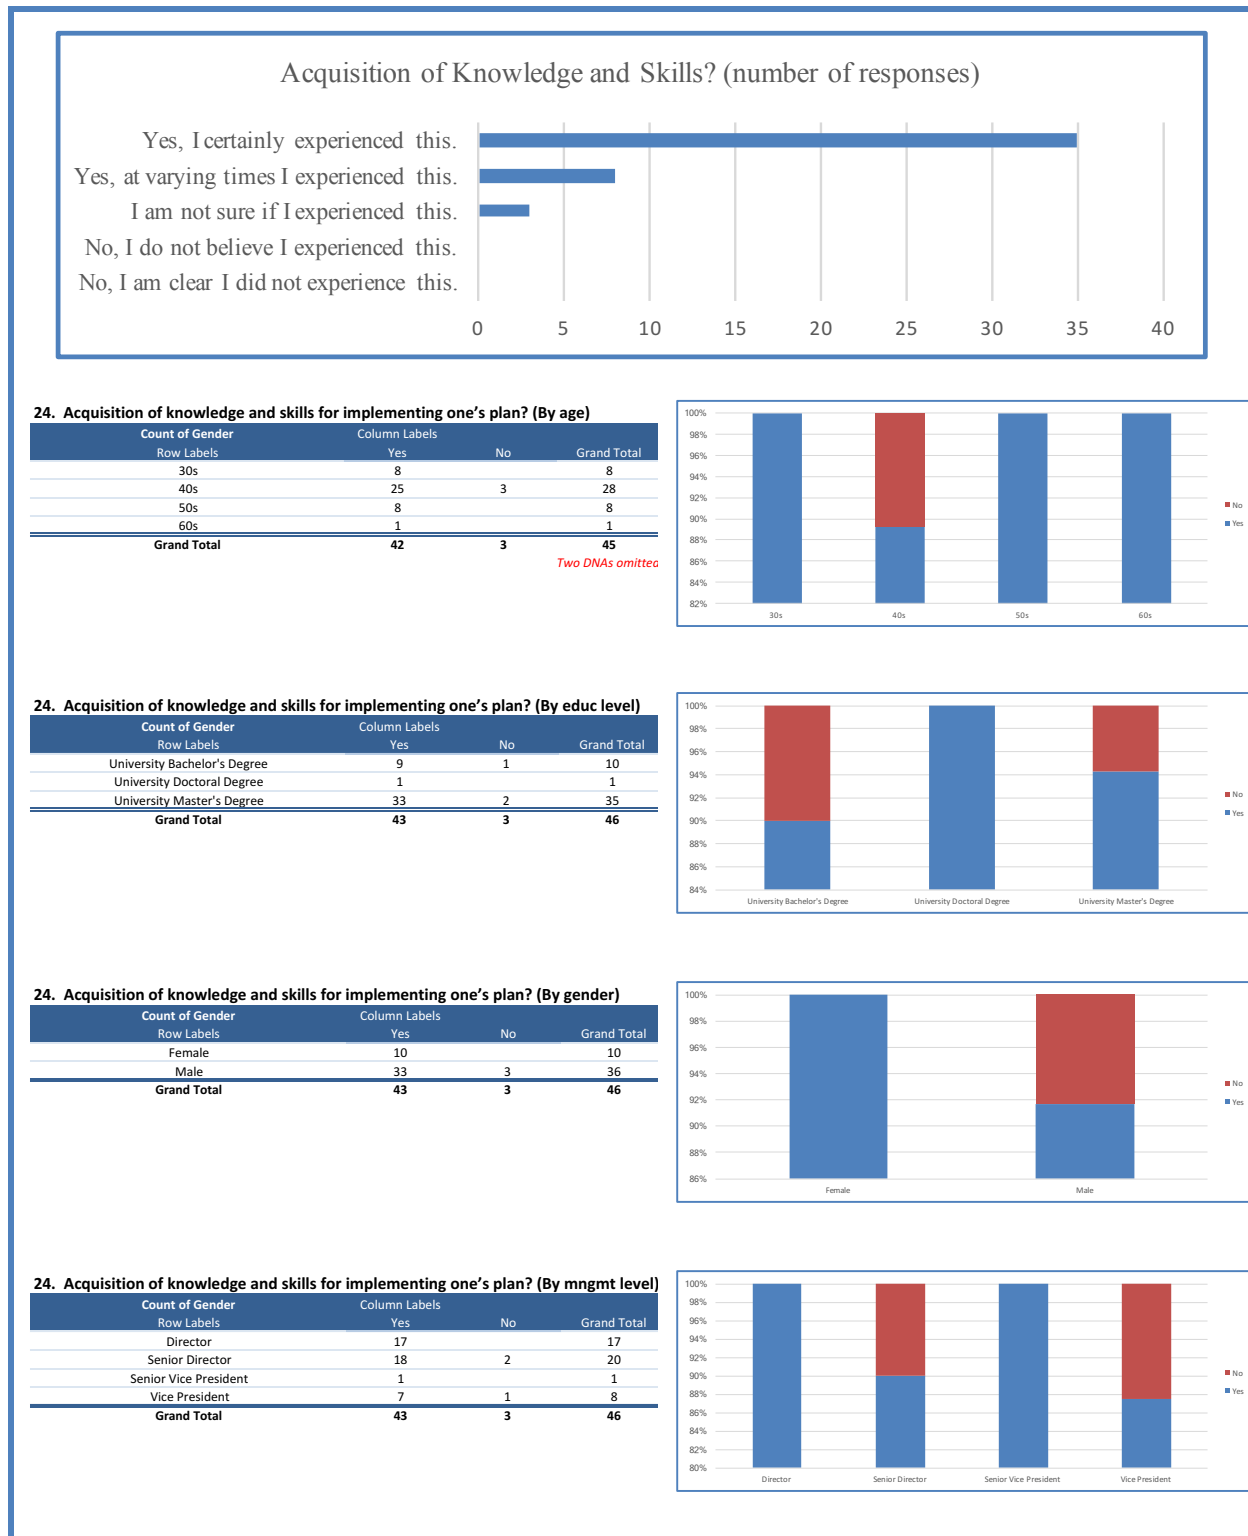 Acquisition of Knowledge and Skills? (number of responses)
Yes, I certainly experienced this.
Yes, at varying times I experienced this.
I am not sure if I experienced this.
No, I do not believe I experienced this.
No, I am clear I did not experience this.
0 5 10 15 20 25 30 35 40
24. Acquisition of knowledge and skills for implementing one's plan? (By age)
Count of Gender Column Labels
Row Labels Yes No Grand Total
30s 8 8
40s 25 3 28
50s 8 8
60s 1 1
Grand Total 42 3 45
Two DNAs omitted
100%
98%
96%
94%
92%
90%
88%
86%
84%
82%
30s 40s 50s 60s
No
Yes
24. Acquisition of knowledge and skills for implementing one's plan? (By educ level)
Count of Gender Column Labels
Row Labels Yes No Grand Total
University Bachelor's Degree 9 1 10
University Doctoral Degree 1 1
University Master's Degree 33 2 35
Grand Total 43 3 46
100%
98%
96%
94%
92%
90%
88%
86%
84%
University Bachelor's Degree University Doctoral Degree University Master's Degree
No
Yes
24. Acquisition of knowledge and skills for implementing one's plan? (By gender)
Count of Gender Column Labels
Row Labels Yes No Grand Total
Female 10 10
Male 33 3 36
Grand Total 43 3 46
100%
98%
96%
94%
92%
90%
88%
86%
Female Male
No
Yes
24. Acquisition of knowledge and skills for implementing one's plan? (By mngmt level)
Count of Gender Column Labels
Row Labels Yes No Grand Total
Director 17 17
Senior Director 18 2 20
Senior Vice President 1 1
Vice President 7 1 8
Grand Total 43 3 46
100%
98%
96%
94%
92%
90%
88%
86%
84%
82%
80%
Director Senior Director Senior Vice President Vice President
No
Yes